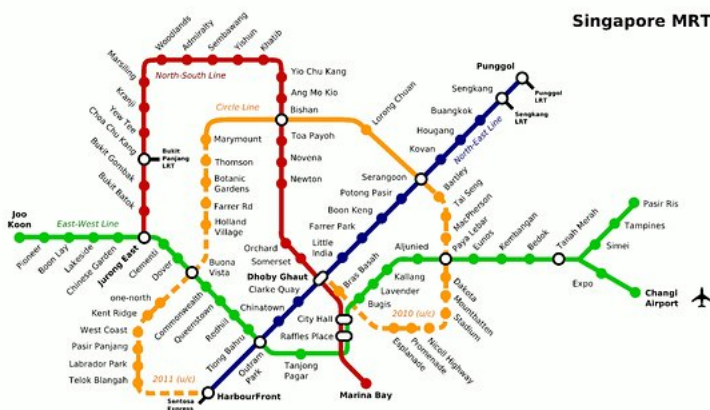 Singapore MRT
Woodlands
Admiralty
Sembawang
Yishun
Khatib
Marsiling
Kranji
Yew Tee
Choa Chu Kang
Bukit Gombak
Bukit Batok
Bukit
Panjang
LRT
North-South Line
Yio Chu Kang
Ang Mo Kio
Bishan
Toa Payoh
Novena
Newton
Orchard
Somerset
Dhoby Ghaut
City Hall
Raffles Place
Marina Bay
Circle Line
Lorong Chuan
Marymount
Thomson
Botanic
Gardens
Farrer Rd
Holland
Village
Buona
Vista
one-north
Kent Ridge
West Coast
Pasir Panjang
Labrador Park
Telok Blangah
2011 (u/c)
Sentosa
Express
HarbourFront
Punggol
Punggol
LRT
Sengkang
Sengkang
LRT
Buangkok
Hougang
Kovan
North-East Line
Serangoon
Potong Pasir
Boon Keng
Farrer Park
Little
India
Clarke Quay
Chinatown
Outram
Park
Bartley
Tai Seng
MacPherson
Paya Lebar
Dakota
Mountbatten
Stadium
Nicoll Highway
Promenade
Esplanade
Bras Basah
2010 (u/c)
Joo
Koon
East-West Line
Pioneer
Boon Lay
Lakeside
Chinese Garden
Jurong East
Clementi
Dover
Commonwealth
Queenstown
Redhill
Tiong Bahru
Tanjong
Pagar
Bugis
Lavender
Kallang
Aljunied
Eunos
Kembangan
Bedok
Tanah Merah
Simei
Tampines
Pasir Ris
Expo
Changi
Airport